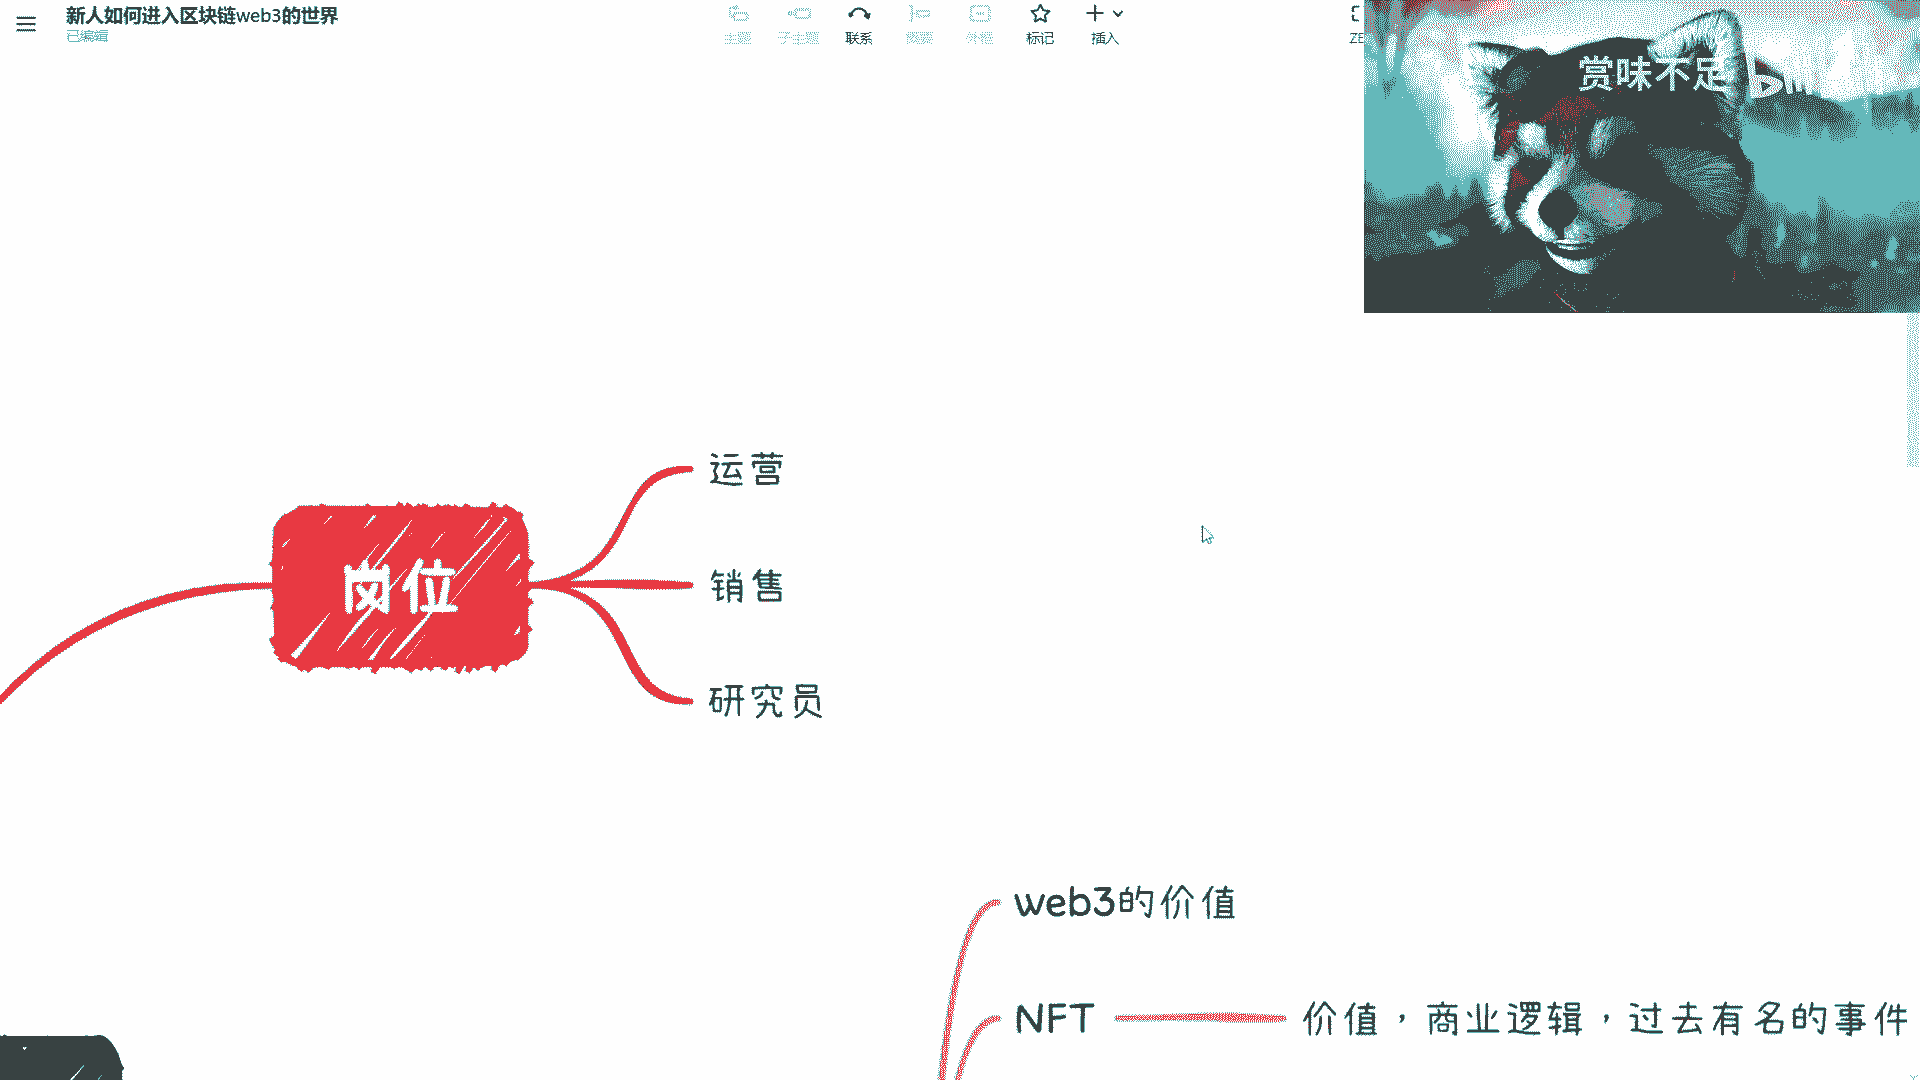 新人如何进入区块链web3的世界
已编辑
主题 子主题 联系 概要 外框 标记 插入
ZE
赏味不足
运营
岗位
销售
研究员
web3的价值
NFT
价值，商业逻辑，过去有名的事件